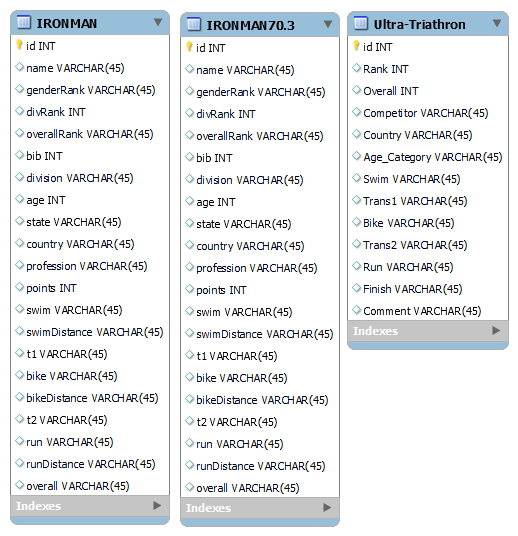 IRONMAN
id INT
name VARCHAR(45)
genderRank VARCHAR(45)
divRank INT
overallRank VARCHAR(45)
bib INT
division VARCHAR(45)
age INT
state VARCHAR(45)
country VARCHAR(45)
profession VARCHAR(45)
points INT
swim VARCHAR(45)
swimDistance VARCHAR(45)
t1 VARCHAR(45)
bike VARCHAR(45)
bikeDistance VARCHAR(45)
t2 VARCHAR(45)
run VARCHAR(45)
runDistance VARCHAR(45)
overall VARCHAR(45)
Indexes
IRONMAN70.3
id INT
name VARCHAR(45)
genderRank VARCHAR(45)
divRank INT
overallRank VARCHAR(45)
bib INT
division VARCHAR(45)
age INT
state VARCHAR(45)
country VARCHAR(45)
profession VARCHAR(45)
points INT
swim VARCHAR(45)
swimDistance VARCHAR(45)
t1 VARCHAR(45)
bike VARCHAR(45)
bikeDistance VARCHAR(45)
t2 VARCHAR(45)
run VARCHAR(45)
runDistance VARCHAR(45)
overall VARCHAR(45)
Indexes
Ultra-Triathron
id INT
Rank INT
Overall INT
Competitor VARCHAR(45)
Country VARCHAR(45)
Age_Category VARCHAR(45)
Swim VARCHAR(45)
Trans1 VARCHAR(45)
Bike VARCHAR(45)
Trans2 VARCHAR(45)
Run VARCHAR(45)
Finish VARCHAR(45)
Comment VARCHAR(45)
Indexes